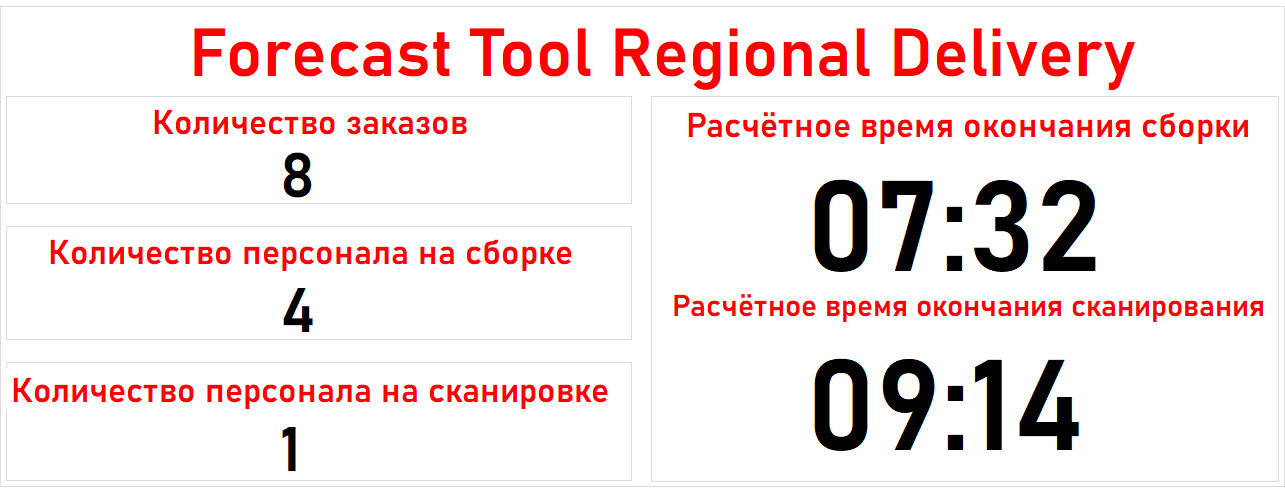 Forecast Tool Regional Delivery
Количество заказов
8
Количество персонала на сборке
4
Количество персонала на сканировке
1
Расчётное время окончания сборки
07:32
Расчётное время окончания сканирования
09:14